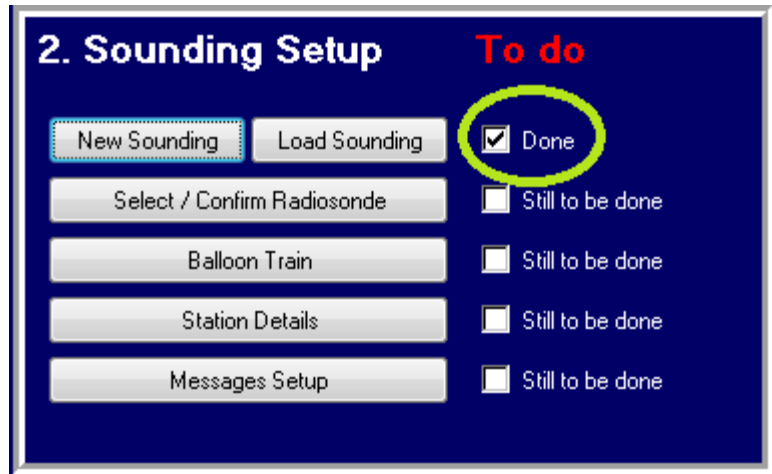 2. Sounding Setup To do
New Sounding Load Sounding Done
Select / Confirm Radiosonde Still to be done
Balloon Train Still to be done
Station Details Still to be done
Messages Setup Still to be done